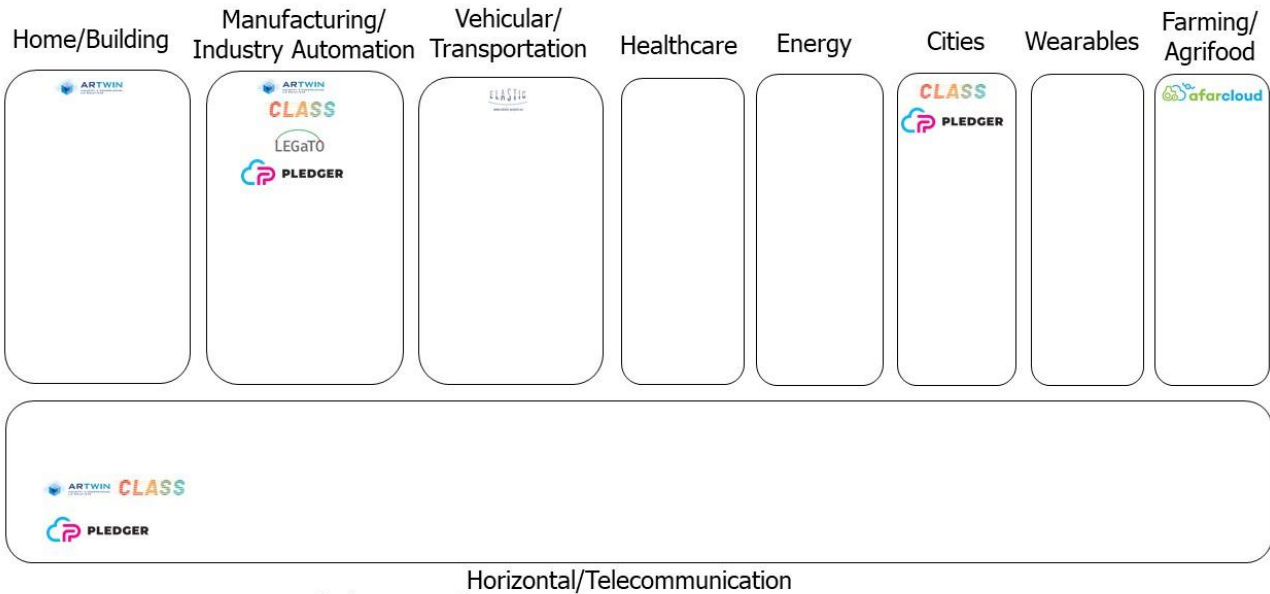 Home/Building
Manufacturing/
Industry Automation
Vehicular/
Transportation
Healthcare
Energy
Cities
Wearables
Farming/
Agrifood
ARTWIN
ARTWIN
CLASS
LEGaTO
PLEDGER
ELASTIC
CLASS
PLEDGER
afarcloud
ARTWIN
CLASS
PLEDGER
Horizontal/Telecommunication